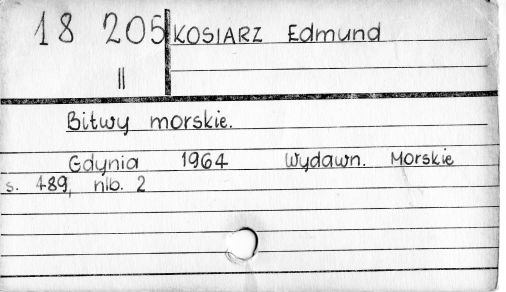 18 205 KOSIARZ Edmund
II
Bitwy morskie.
Gdynia 1964 Wydawn. Morskie
s. 489, nlb. 2